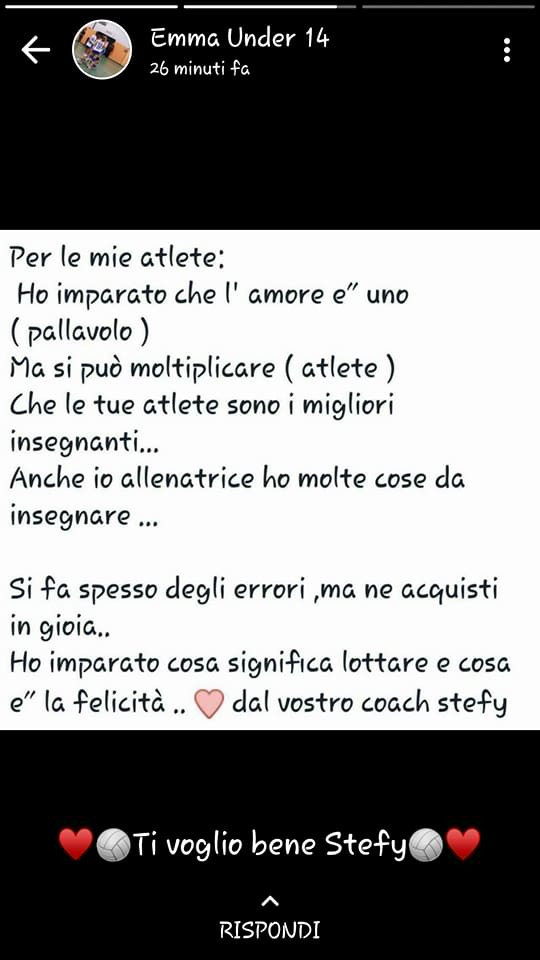 Emma Under 14
26 minuti fa
Per le mie atlete:
Ho imparato che l' amore e" uno
( pallavolo )
Ma si può moltiplicare ( atlete )
Che le tue atlete sono i migliori
insegnanti...
Anche io allenatrice ho molte cose da
insegnare ...
Si fa spesso degli errori ,ma ne acquisti
in gioia..
Ho imparato cosa significa lottare e cosa
e" la felicità .. 💗 dal vostro coach stefy
♥️🏐Ti voglio bene Stefy🏐♥️
RISPONDI